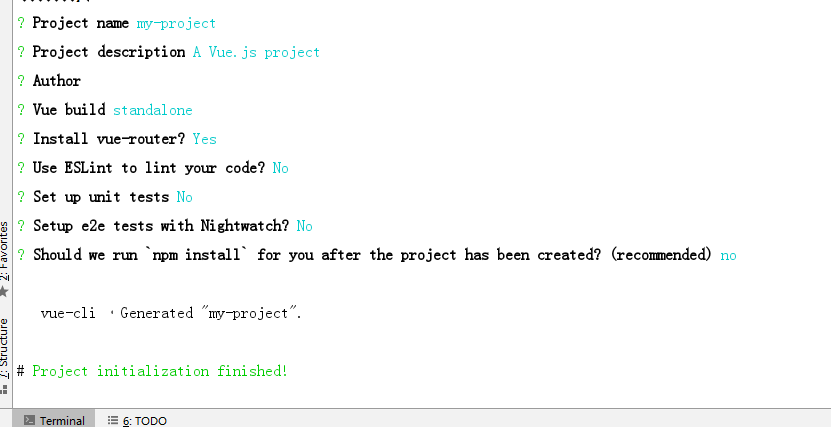 ? Project name my-project
? Project description A Vue.js project
? Author
? Vue build standalone
? Install vue-router? Yes
? Use ESLint to lint your code? No
? Set up unit tests No
? Setup e2e tests with Nightwatch? No
? Should we run `npm install` for you after the project has been created? (recommended) no
vue-cli · Generated "my-project".
# Project initialization finished!
2: Favorites
7: Structure
Terminal
6: TODO